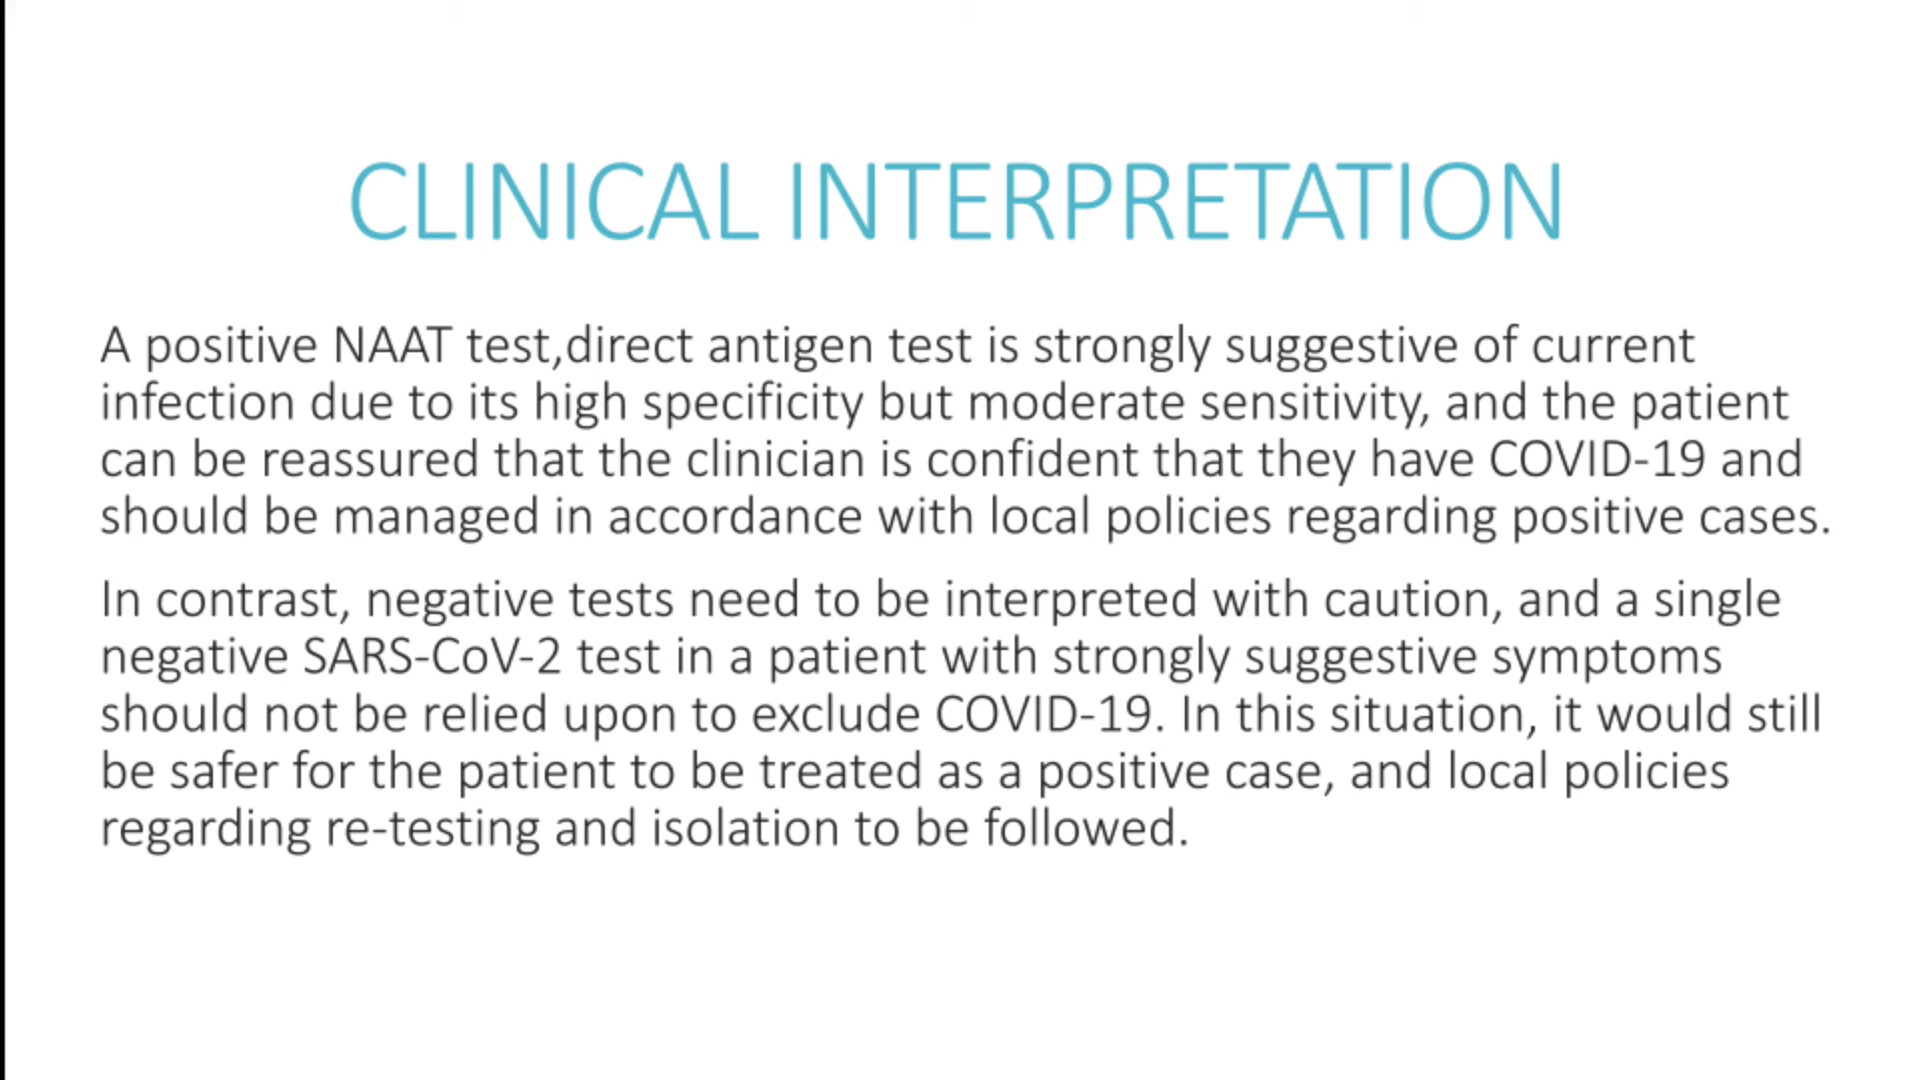 CLINICAL INTERPRETATION
A positive NAAT test,direct antigen test is strongly suggestive of current
infection due to its high specificity but moderate sensitivity, and the patient
can be reassured that the clinician is confident that they have COVID-19 and
should be managed in accordance with local policies regarding positive cases.
In contrast, negative tests need to be interpreted with caution, and a single
negative SARS-CoV-2 test in a patient with strongly suggestive symptoms
should not be relied upon to exclude COVID-19. In this situation, it would still
be safer for the patient to be treated as a positive case, and local policies
regarding re-testing and isolation to be followed.